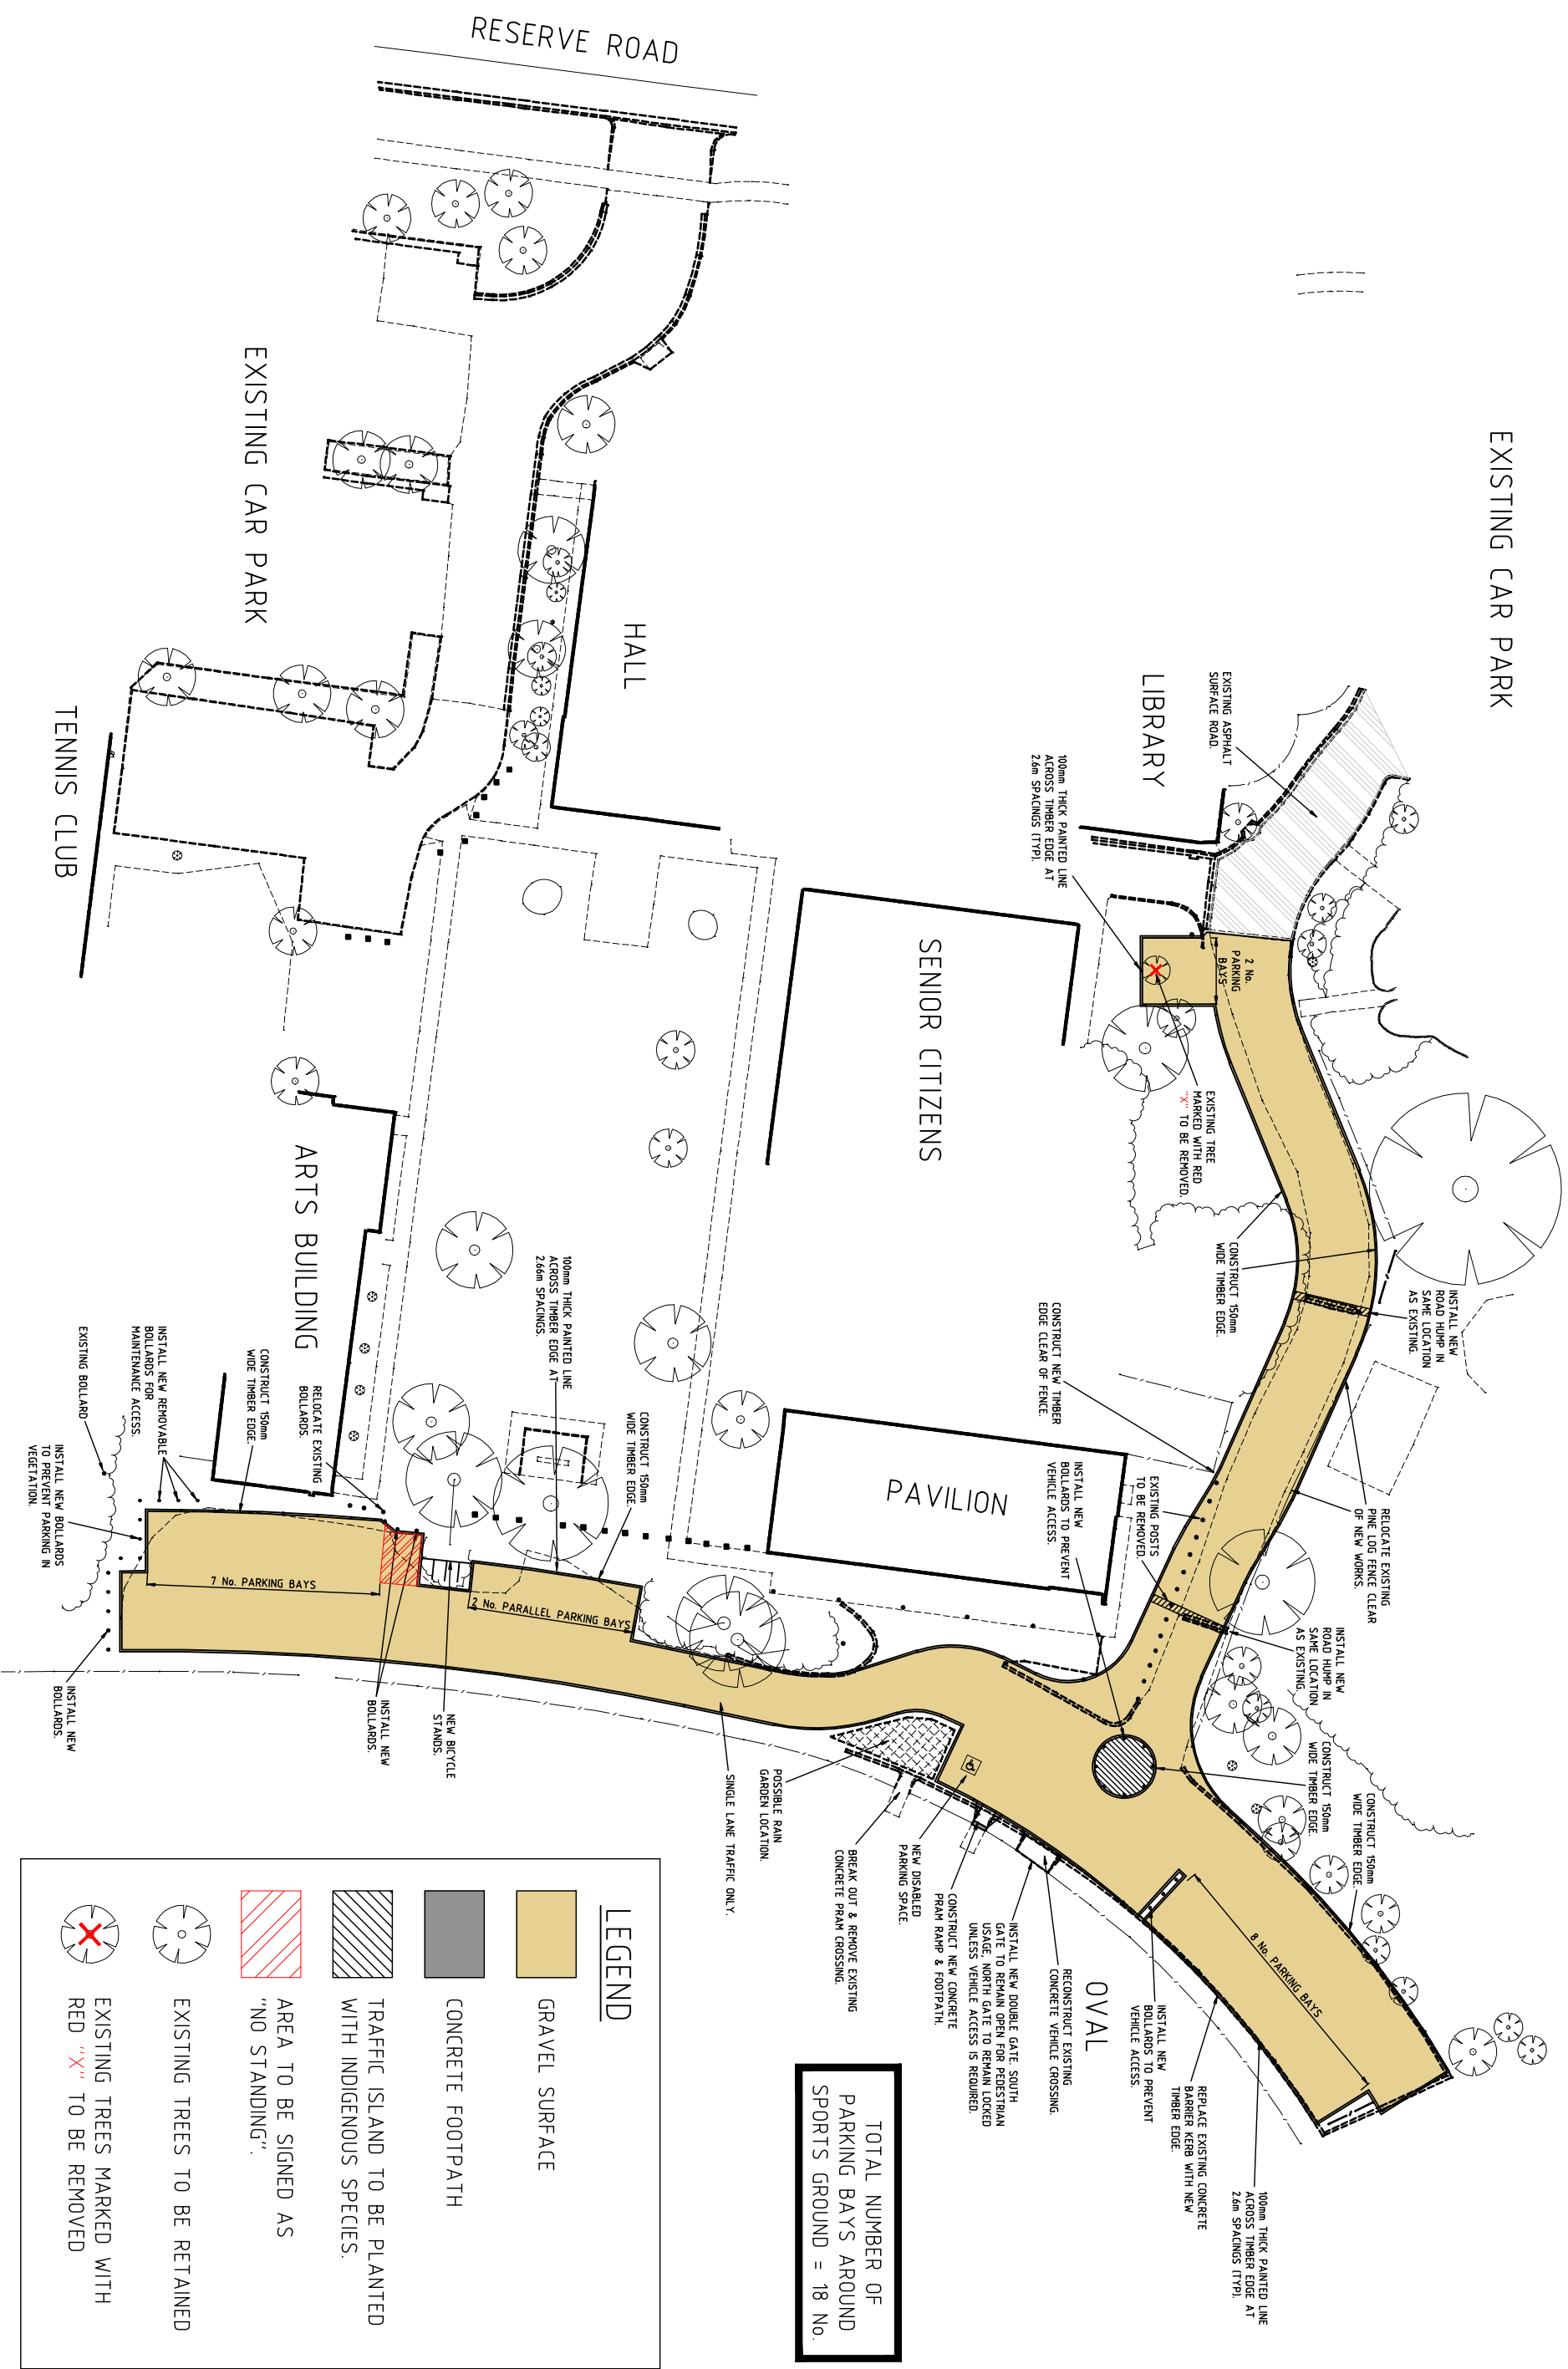 RESERVE ROAD
EXISTING CAR PARK
EXISTING CAR PARK
HALL
TENNIS CLUB
LIBRARY
EXISTING ASPHALT
SURFACE ROAD.
100mm THICK PAINTED LINE
ACROSS TIMBER EDGE AT
2.6m SPACINGS (TYP).
2 No.
PARKING
BAYS
EXISTING TREE
MARKED WITH RED
"X" TO BE REMOVED.
SENIOR CITIZENS
CONSTRUCT 150mm
WIDE TIMBER EDGE.
INSTALL NEW
ROAD HUMP IN
SAME LOCATION
AS EXISTING.
ARTS BUILDING
100mm THICK PAINTED LINE
ACROSS TIMBER EDGE AT
2.66m SPACINGS.
CONSTRUCT NEW TIMBER
EDGE CLEAR OF FENCE.
PAVILION
CONSTRUCT 150mm
WIDE TIMBER EDGE.
INSTALL NEW
BOLLARDS TO PREVENT
VEHICLE ACCESS.
EXISTING POSTS
TO BE REMOVED.
RELOCATE EXISTING
PINE LOG FENCE CLEAR
OF NEW WORKS.
INSTALL NEW
ROAD HUMP IN
SAME LOCATION
AS EXISTING.
RELOCATE EXISTING
BOLLARDS.
CONSTRUCT 150mm
WIDE TIMBER EDGE.
INSTALL NEW REMOVABLE
BOLLARDS FOR
MAINTENANCE ACCESS.
EXISTING BOLLARD
INSTALL NEW BOLLARDS
TO PREVENT PARKING IN
VEGETATION.
7 No. PARKING BAYS
2 No. PARALLEL PARKING BAYS
INSTALL NEW
BOLLARDS.
INSTALL NEW
BOLLARDS.
NEW BICYCLE
STANDS.
SINGLE LANE TRAFFIC ONLY.
POSSIBLE RAIN
GARDEN LOCATION.
BREAK OUT & REMOVE EXISTING
CONCRETE PRAM CROSSING.
NEW DISABLED
PARKING SPACE.
CONSTRUCT NEW CONCRETE
PRAM RAMP & FOOTPATH.
INSTALL NEW DOUBLE GATE. SOUTH
GATE TO REMAIN OPEN FOR PEDESTRIAN
USAGE, NORTH GATE TO REMAIN LOCKED
UNLESS VEHICLE ACCESS IS REQUIRED.
RECONSTRUCT EXISTING
CONCRETE VEHICLE CROSSING.
OVAL
INSTALL NEW
BOLLARDS TO PREVENT
VEHICLE ACCESS.
REPLACE EXISTING CONCRETE
BARRIER KERB WITH NEW
TIMBER EDGE.
100mm THICK PAINTED LINE
ACROSS TIMBER EDGE AT
2.6m SPACINGS (TYP).
8 No. PARKING BAYS
CONSTRUCT 150mm
WIDE TIMBER EDGE.
CONSTRUCT 150mm
WIDE TIMBER EDGE.
TOTAL NUMBER OF
PARKING BAYS AROUND
SPORTS GROUND = 18 No.
LEGEND
GRAVEL SURFACE
CONCRETE FOOTPATH
TRAFFIC ISLAND TO BE PLANTED
WITH INDIGENOUS SPECIES.
AREA TO BE SIGNED AS
"NO STANDING".
EXISTING TREES TO BE RETAINED
EXISTING TREES MARKED WITH
RED "X" TO BE REMOVED